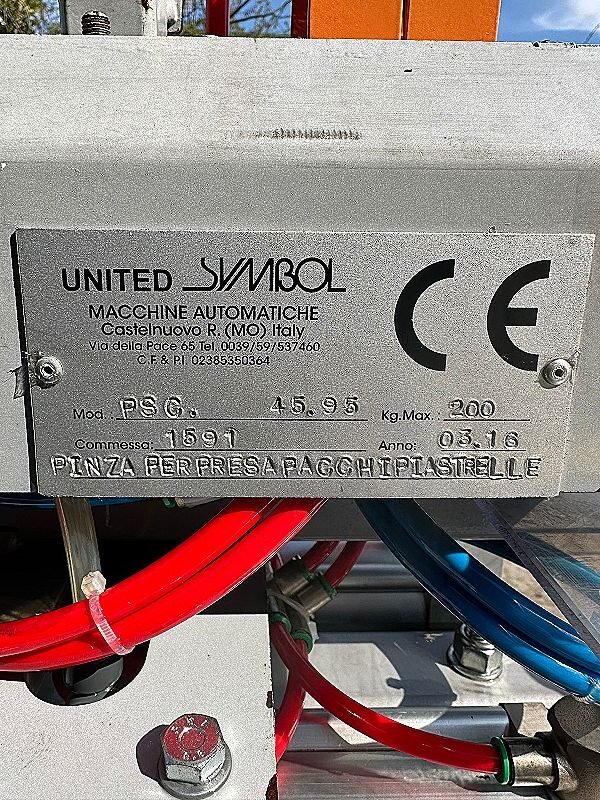 UNITED SYMBOL
MACCHINE AUTOMATICHE
Castelnuovo R. (MO) Italy
Via della Pace 65 Tel. 0039/59/537460
C.F. & P.I. 02385350364
CE
Mod.: PSG. 45.95 Kg.Max.: 200
Commessa: 1591 Anno: 03.16
PINZA PER PRESA PACCHI PIASTRELLE